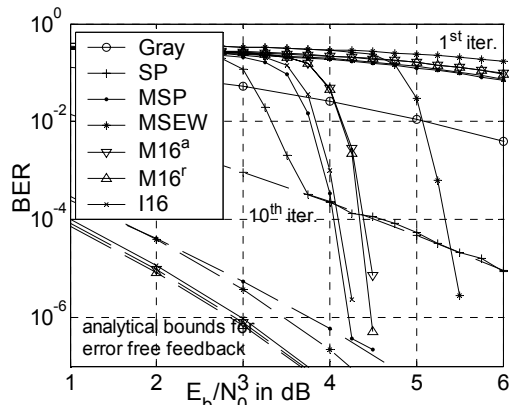 10^0
10^-2
10^-4
10^-6
BER
1^st iter.
Gray
SP
MSP
MSEW
M16^a
M16^r
I16
10^th iter.
analytical bounds for
error free feedback
1 2 3 4 5 6
E_b/N_0 in dB